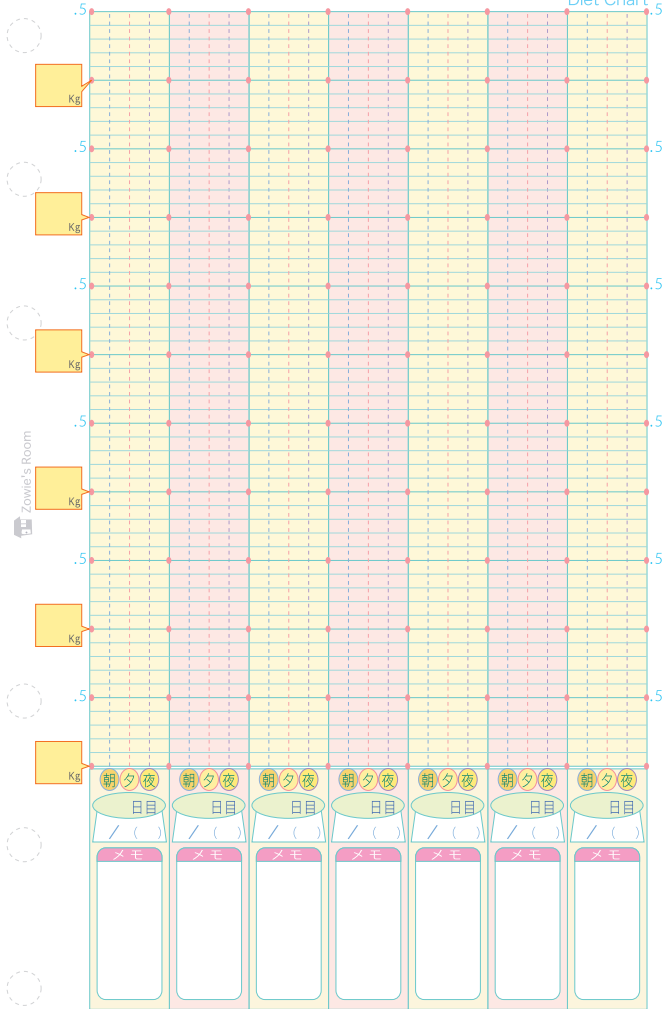 Diet Chart
.5 .5
Kg
.5 .5
Kg
.5 .5
Kg
.5 .5
Zowie's Room
Kg
.5 .5
Kg
.5 .5
Kg
朝 夕 夜 朝 夕 夜 朝 夕 夜 朝 夕 夜 朝 夕 夜 朝 夕 夜 朝 夕 夜
日目 日目 日目 日目 日目 日目 日目
/ ( ) / ( ) / ( ) / ( ) / ( ) / ( ) / ( )
メモ メモ メモ メモ メモ メモ メモ